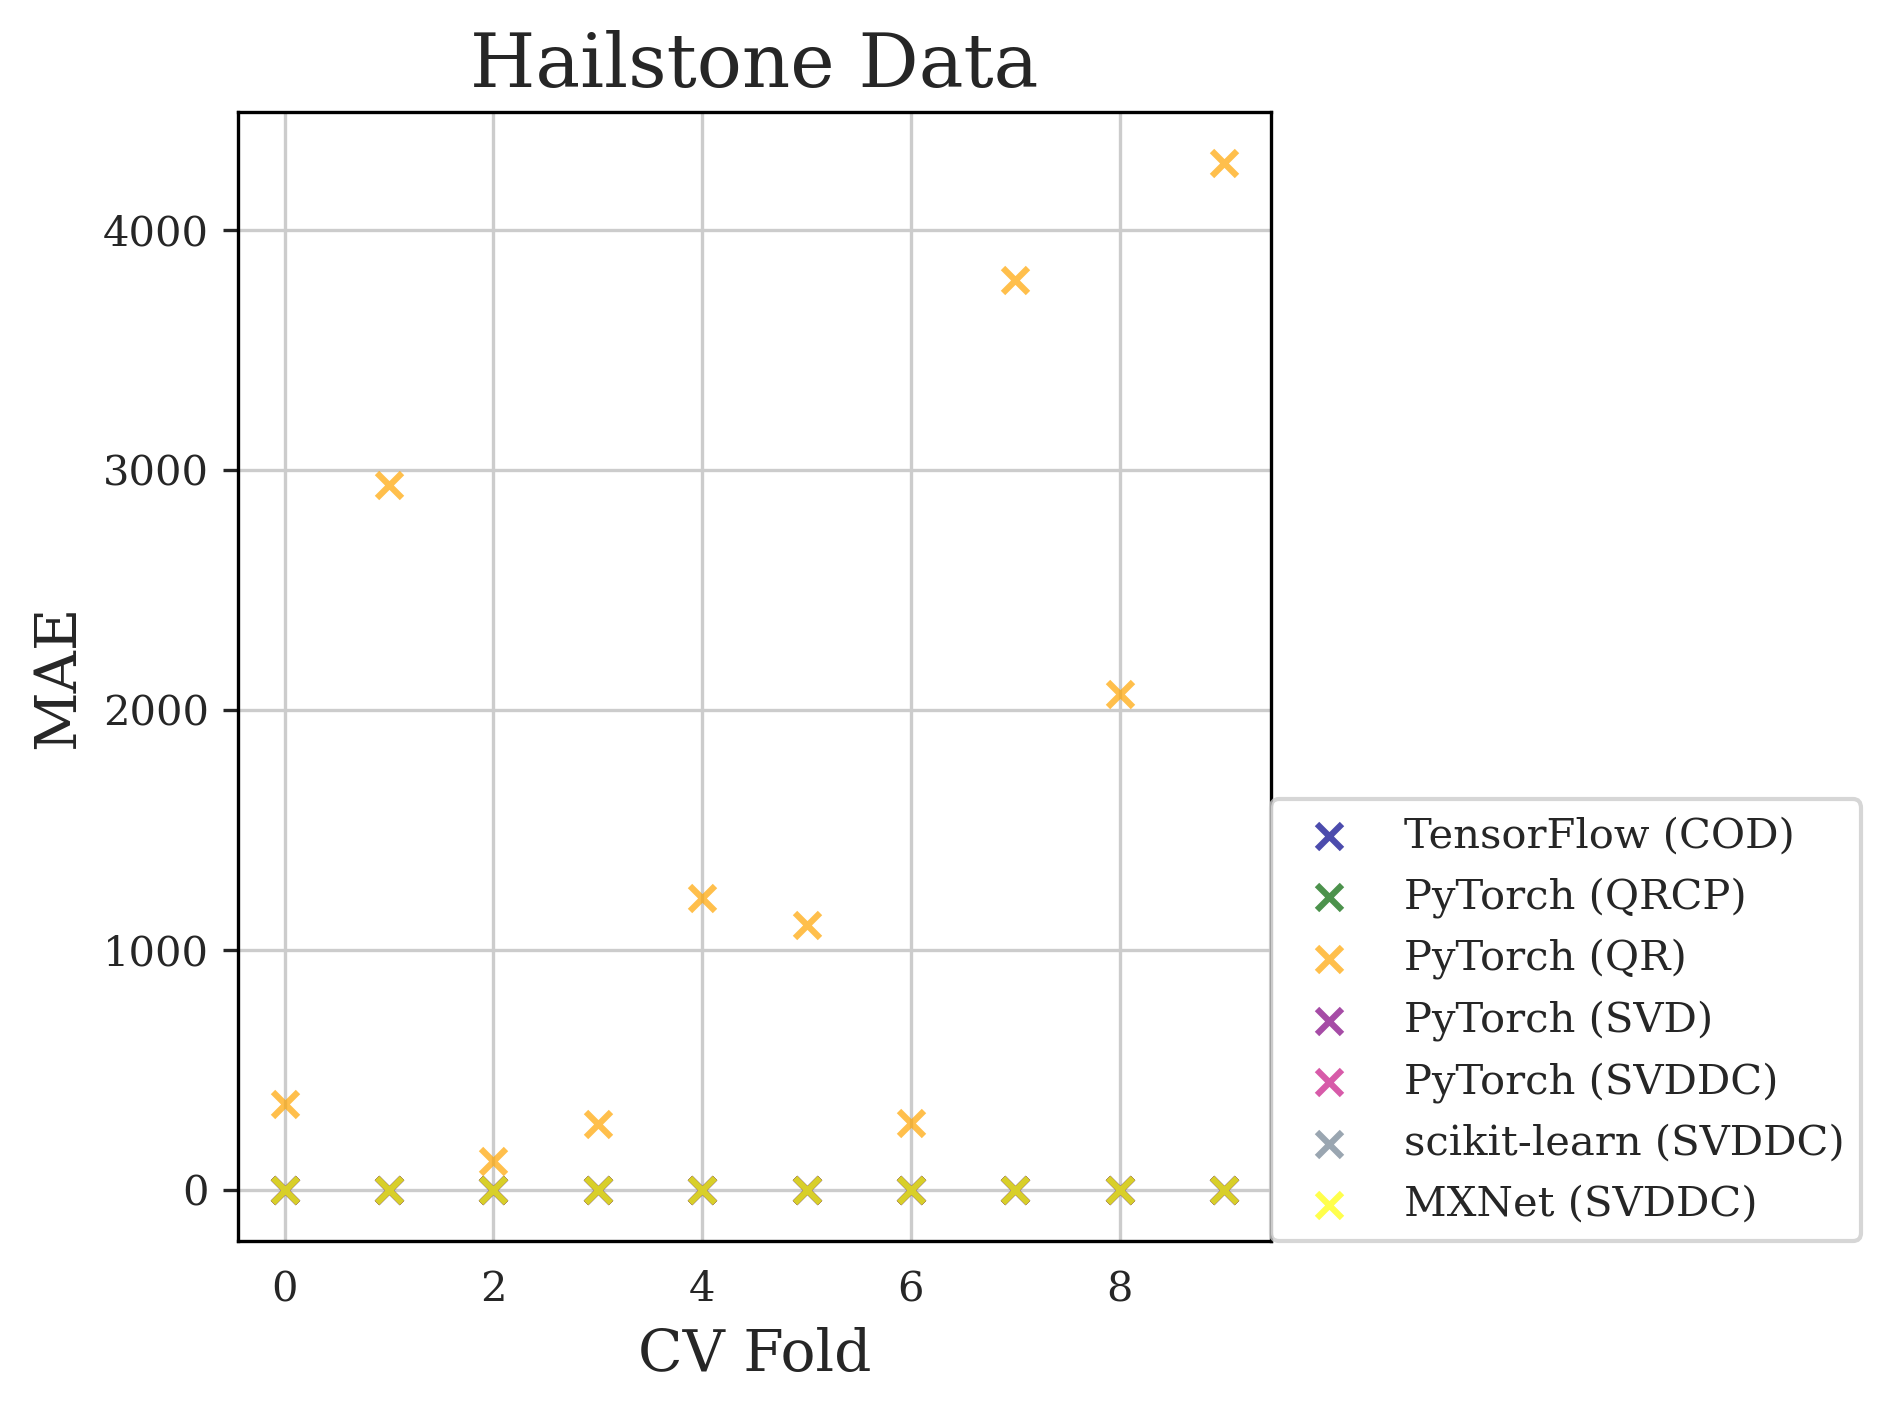 Hailstone Data
MAE
4000
3000
2000
1000
0
0 2 4 6 8
CV Fold
TensorFlow (COD)
PyTorch (QRCP)
PyTorch (QR)
PyTorch (SVD)
PyTorch (SVDDC)
scikit-learn (SVDDC)
MXNet (SVDDC)